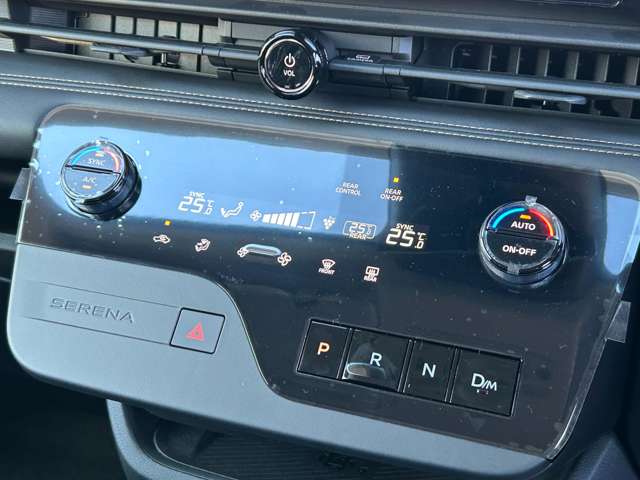 VOL
SYNC
A/C
SYNC
25.0℃
REAR
CONTROL
REAR
ON·OFF
25.5
REAR
SYNC
25.0℃
AUTO
ON·OFF
FRONT
REAR
SERENA
P
R
N
D/M